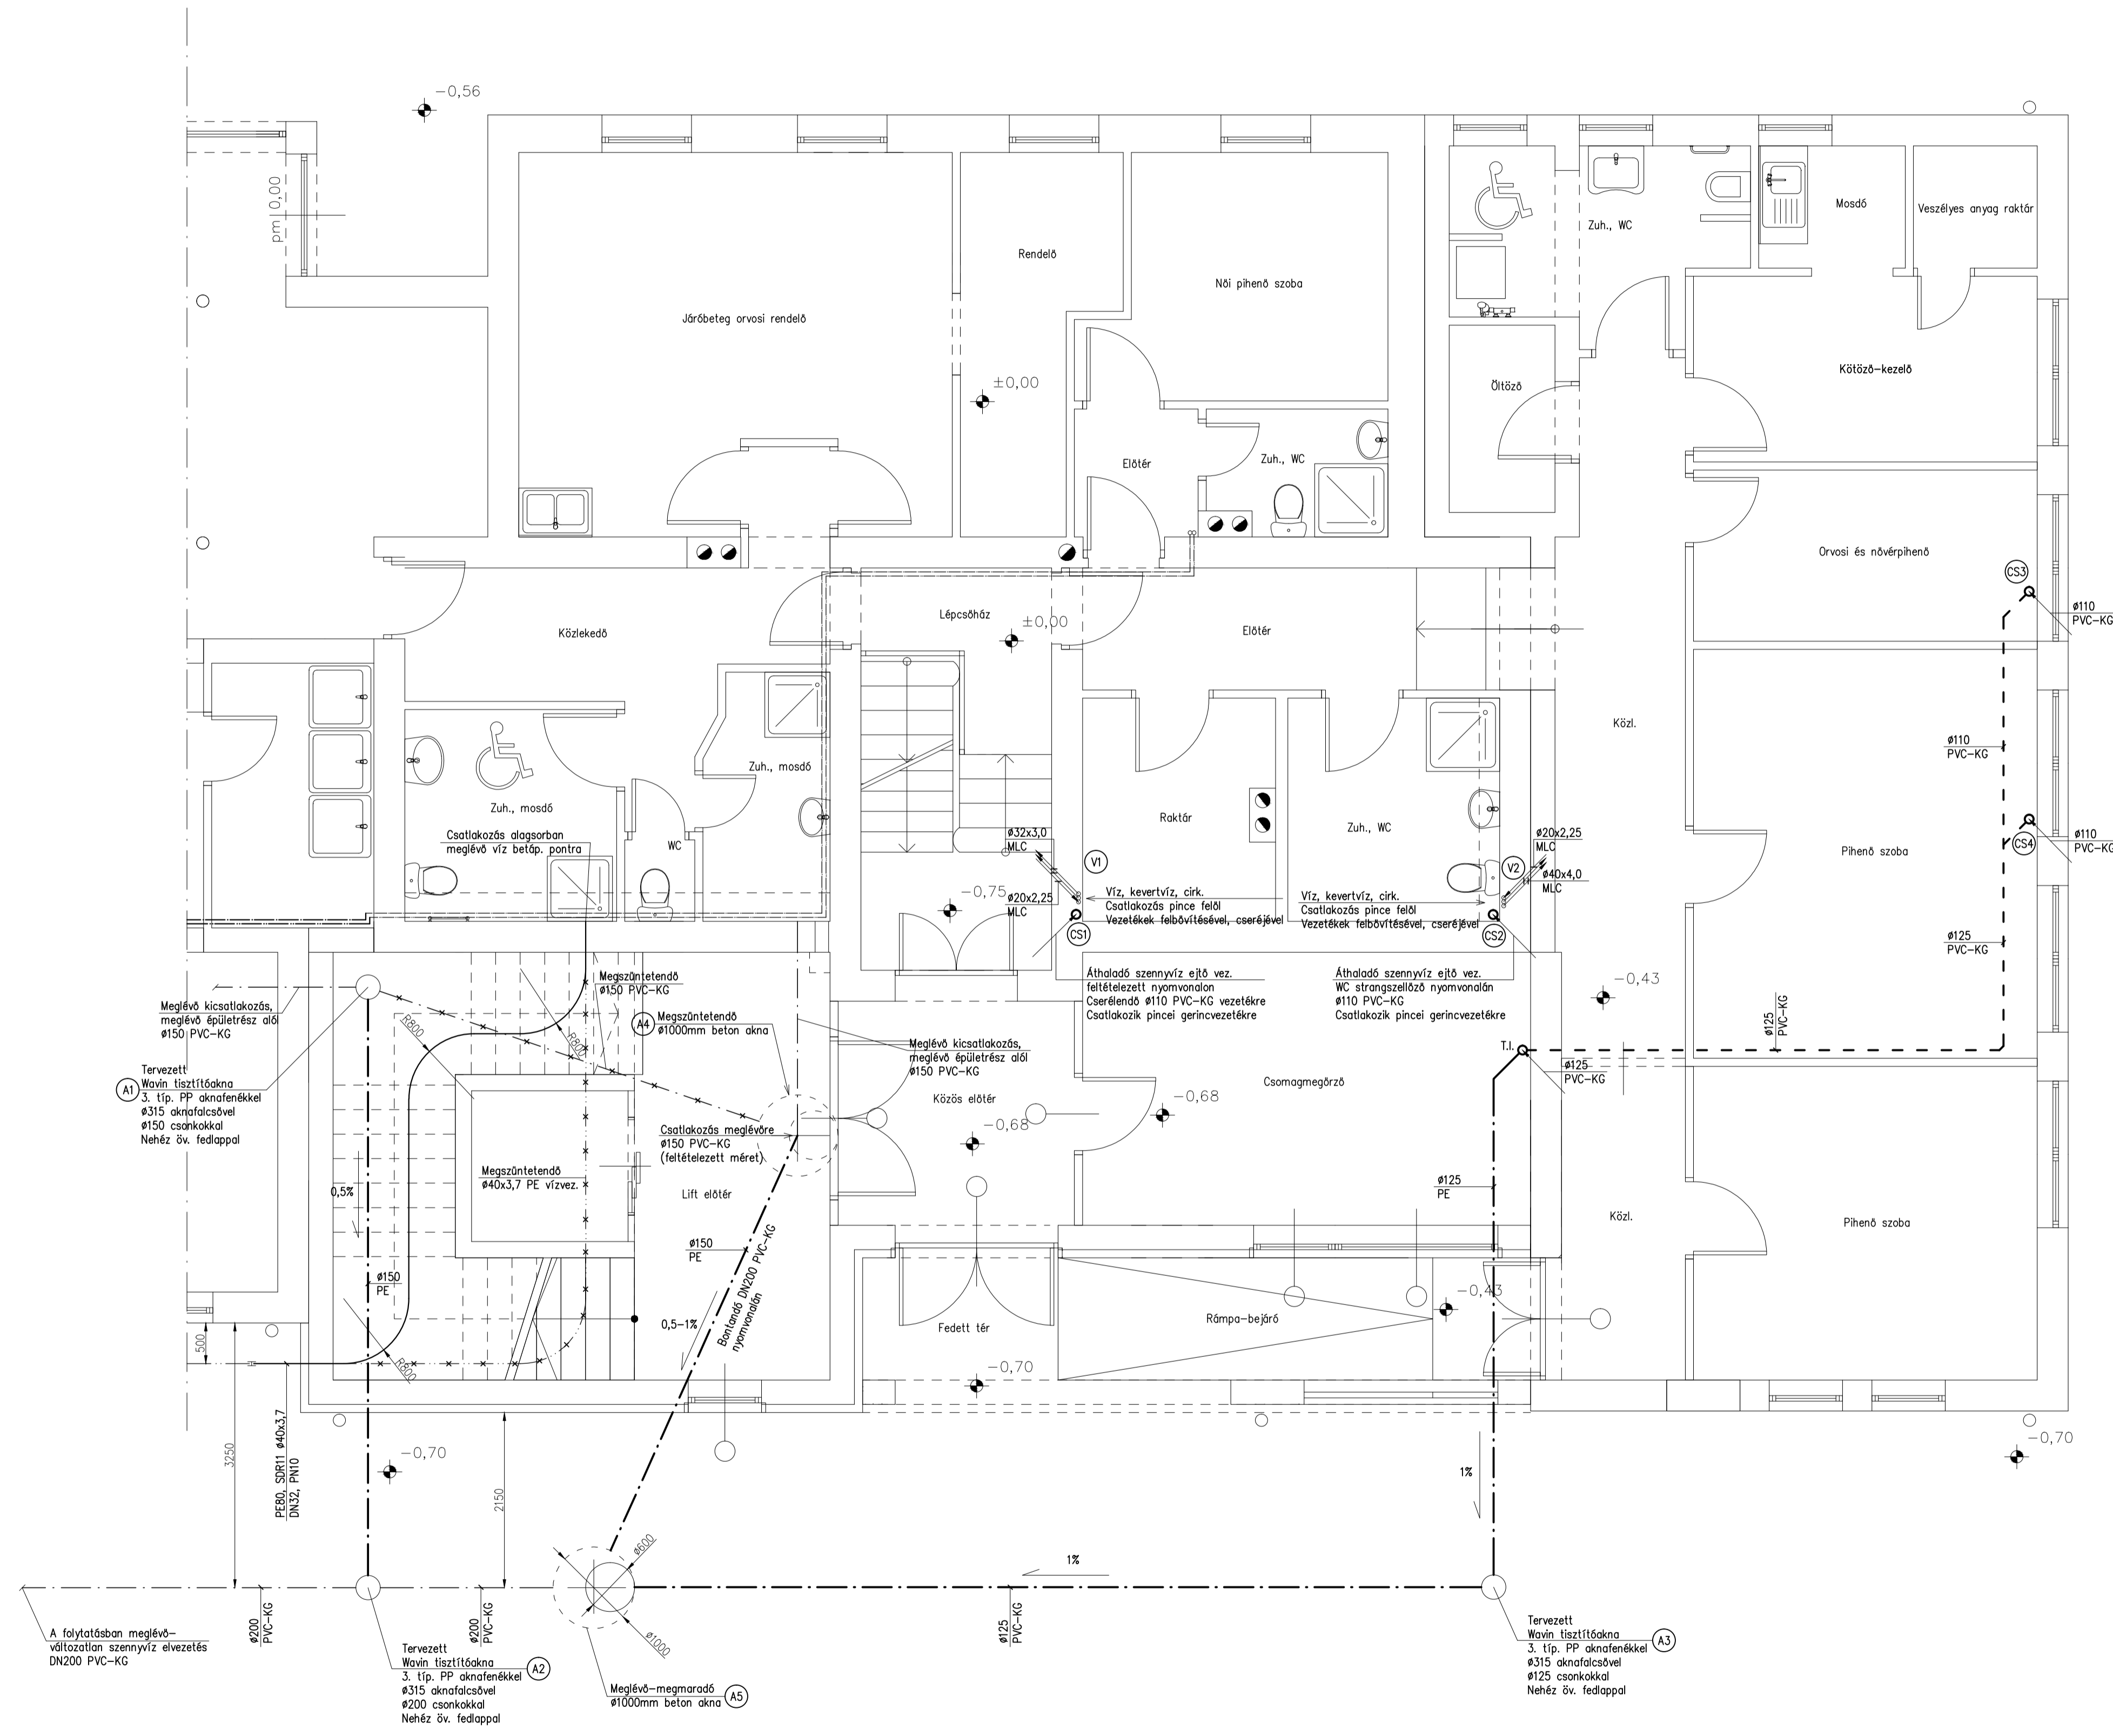 -0,56
pm 0,00
Járóbeteg orvosi rendelő
Rendelő
±0,00
Női pihenő szoba
Előtér
Zuh., WC
Zuh., WC
Öltöző
Mosdó
Veszélyes anyag raktár
Kötöző-kezelő
Orvosi és nővérpihenő
CS3
ø110
PVC-KG
Közlekedő
Lépcsőház
±0,00
Előtér
Közl.
ø110
PVC-KG
CS4
ø110
PVC-KG
Pihenő szoba
ø125
PVC-KG
Zuh., mosdó
Zuh., mosdó
WC
Csatlakozás alagsorban
meglévő víz betáp. pontra
Raktár
Zuh., WC
ø32x3,0
MLC
V1
ø20x2,25
MLC
-0,75
CS1
Víz, kevertvíz, cirk.
Csatlakozás pince felől
Vezetékek felbővítésével, cseréjével
Víz, kevertvíz, cirk.
Csatlakozás pince felől
Vezetékek felbővítésével, cseréjével
ø20x2,25
MLC
V2
ø40x4,0
MLC
CS2
Áthaladó szennyvíz ejtő vez.
feltételezett nyomvonalon
Cserélendő ø110 PVC-KG vezetékre
Csatlakozik pincei gerincvezetékre
Áthaladó szennyvíz ejtő vez.
WC strangszellőző nyomvonalán
ø110 PVC-KG
Csatlakozik pincei gerincvezetékre
-0,43
ø125
PVC-KG
T.I.
ø125
PVC-KG
Meglévő kicsatlakozás,
meglévő épületrész alól
ø150 PVC-KG
A1
Tervezett
Wavin tisztítóakna
3. típ. PP aknafenékkel
ø315 aknafalcsővel
ø150 csonkokkal
Nehéz öv. fedlappal
R800
R800
Megszűntetendő
ø150 PVC-KG
A4
Megszűntetendő
ø1000mm beton akna
Meglévő kicsatlakozás,
meglévő épületrész alól
ø150 PVC-KG
Közös előtér
-0,68
Csomagmegőrző
-0,68
Csatlakozás meglévőre
ø150 PVC-KG
(feltételezett méret)
Megszűntetendő
ø40x3,7 PE vízvez.
Lift előtér
0,5%
ø150
PE
ø150
PE
Bontandó DN200 PVC-KG
nyomvonalán
0,5-1%
ø125
PE
Közl.
Pihenő szoba
Fedett tér
Rámpa-bejáró
-0,43
-0,70
500
R800
3250
PE80, SDR11 ø40x3,7
DN32, PN10
-0,70
2150
1%
-0,70
ø600
ø1000
1%
ø200
PVC-KG
ø200
PVC-KG
ø125
PVC-KG
A folytatásban meglévő-
változatlan szennyvíz elvezetés
DN200 PVC-KG
Tervezett
Wavin tisztítóakna
3. típ. PP aknafenékkel
ø315 aknafalcsővel
ø200 csonkokkal
Nehéz öv. fedlappal
A2
Meglévő-megmaradó
ø1000mm beton akna
A5
Tervezett
Wavin tisztítóakna
3. típ. PP aknafenékkel
ø315 aknafalcsővel
ø125 csonkokkal
Nehéz öv. fedlappal
A3